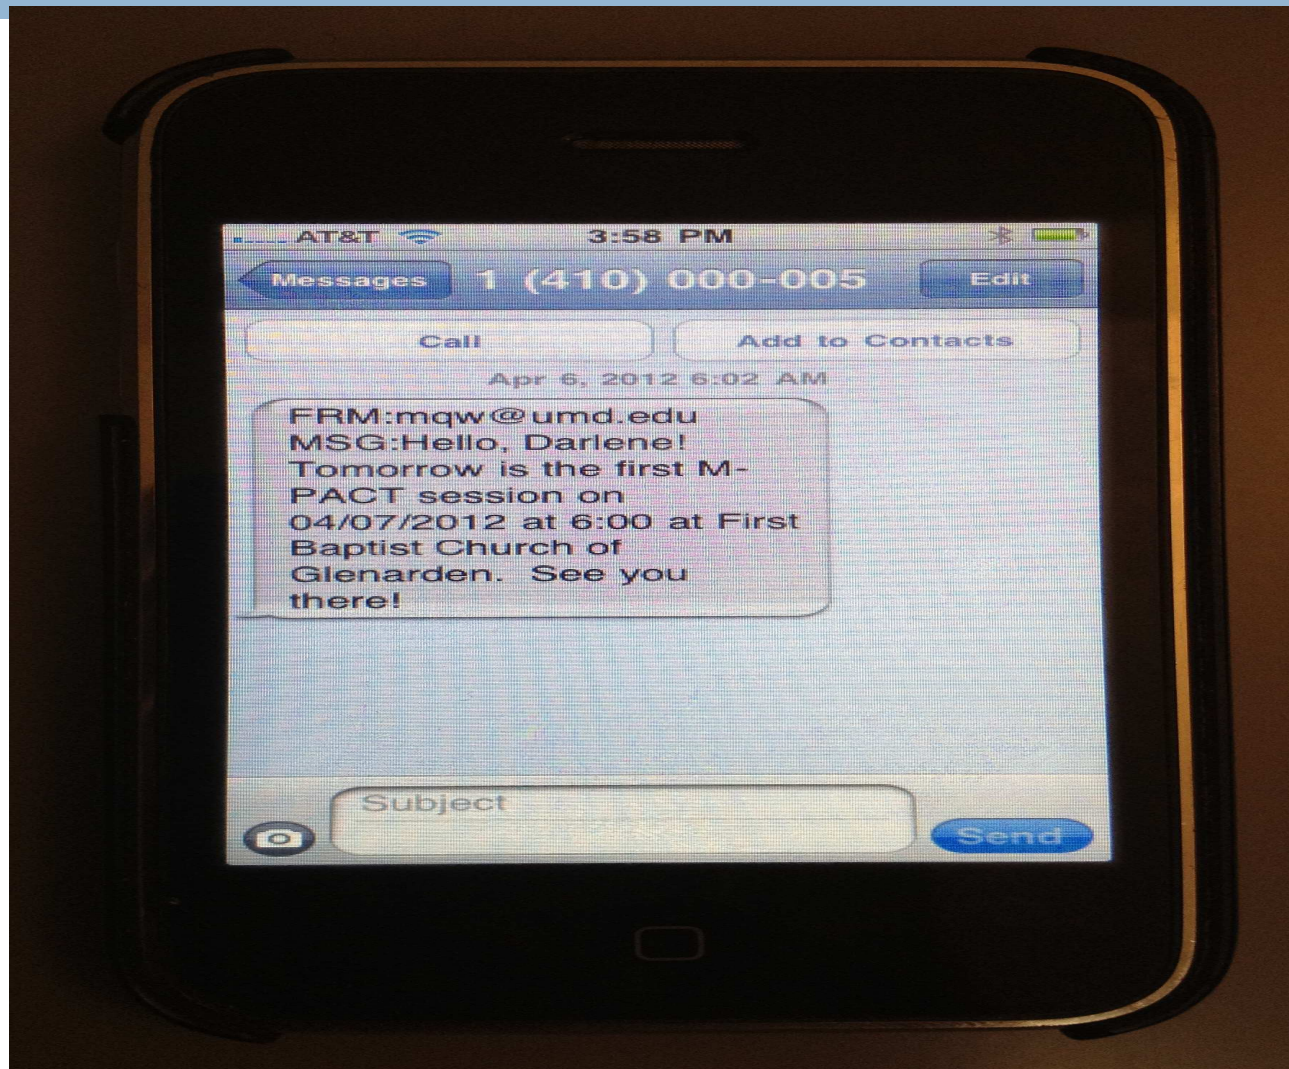 AT&T 3:58 PM
Messages 1 (410) 000-005 Edit
Call Add to Contacts
Apr 6, 2012 6:02 AM
FRM:mqw@umd.edu
MSG:Hello, Darlene!
Tomorrow is the first M-
PACT session on
04/07/2012 at 6:00 at First
Baptist Church of
Glenarden. See you
there!
Subject
Send